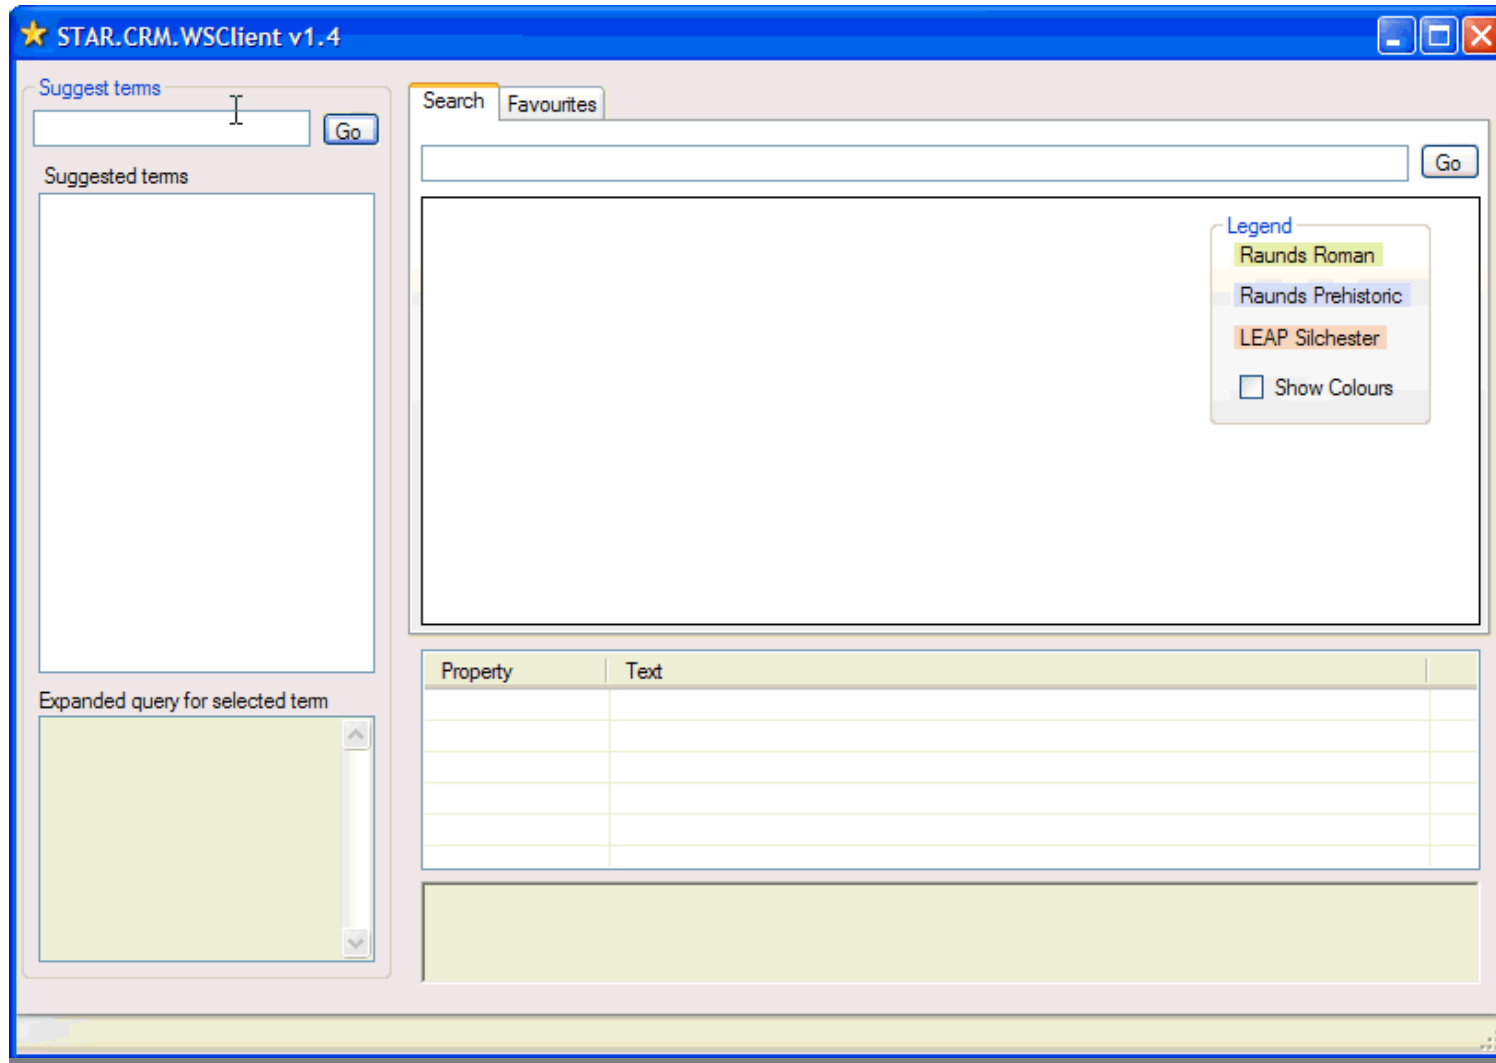 STAR.CRM.WSClient v1.4
Suggest terms
Go
Suggested terms
Expanded query for selected term
Search Favourites
Go
Legend
Raunds Roman
Raunds Prehistoric
LEAP Silchester
Show Colours
Property Text